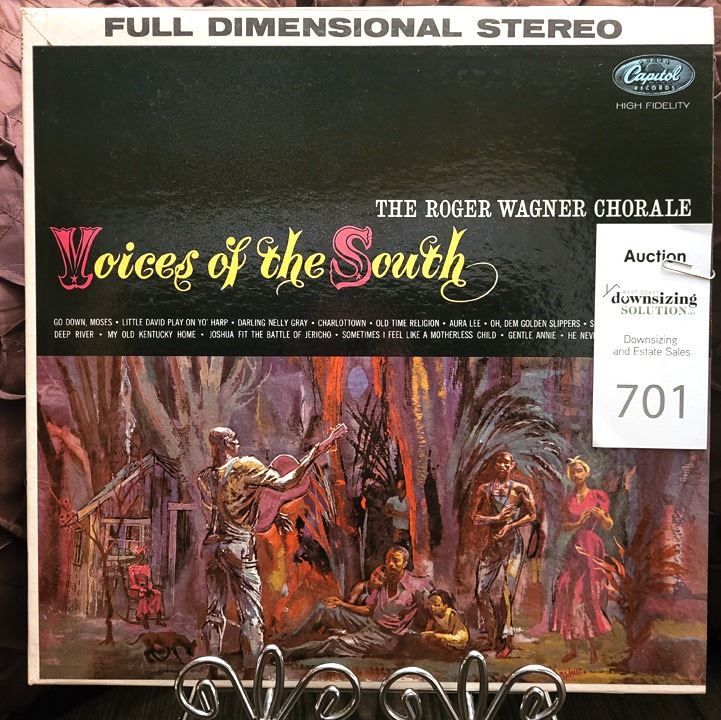 FULL DIMENSIONAL STEREO
Capitol
RECORDS
HIGH FIDELITY
THE ROGER WAGNER CHORALE
Voices of the South
GO DOWN, MOSES • LITTLE DAVID PLAY ON YO' HARP • DARLING NELLY GRAY • CHARLOTTOWN • OLD TIME RELIGION • AURA LEE • OH, DEM GOLDEN SLIPPERS •
DEEP RIVER • MY OLD KENTUCKY HOME • JOSHUA FIT THE BATTLE OF JERICHO • SOMETIMES I FEEL LIKE A MOTHERLESS CHILD • GENTLE ANNIE • HE
Auction
WEST COAST
downsizing
SOLUTION
Downsizing
and Estate Sales
701